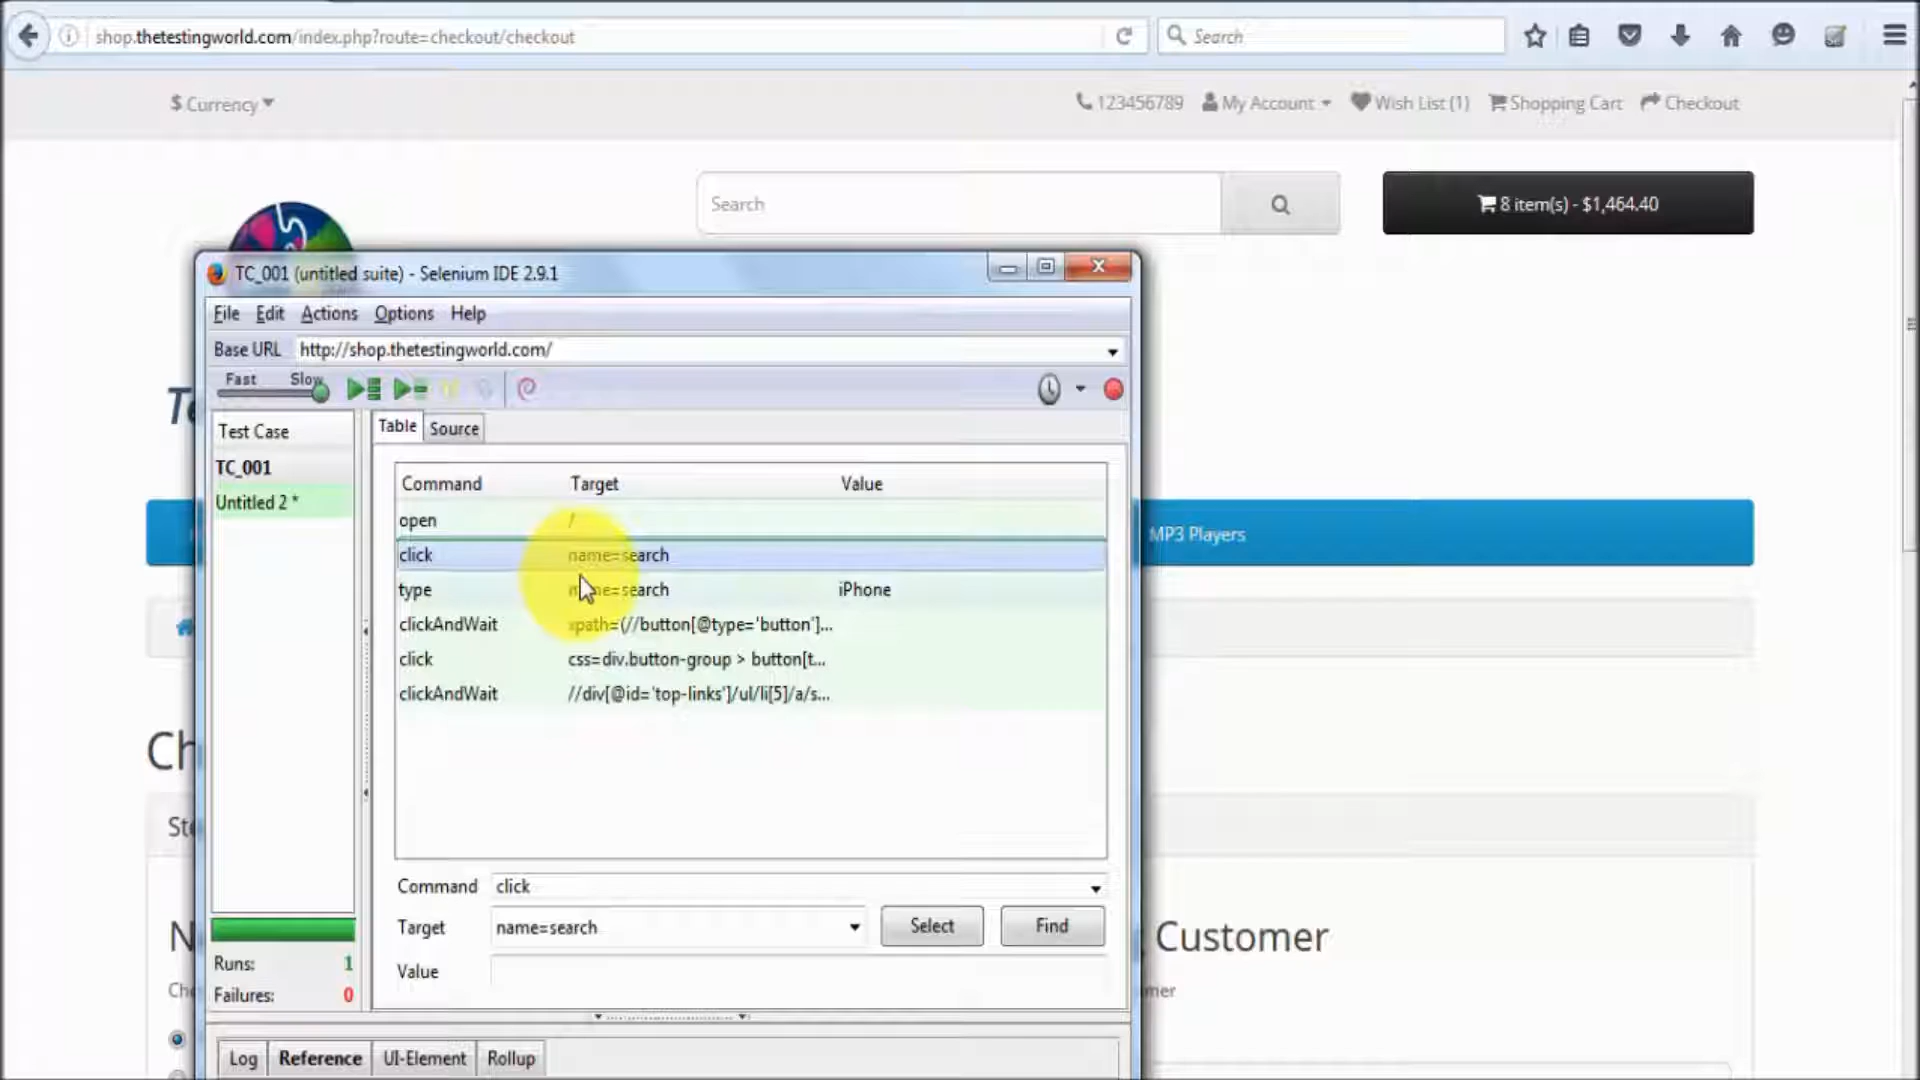 shop.thetestingworld.com/index.php?route=checkout/checkout
Search
$ Currency
123456789 My Account Wish List (1) Shopping Cart Checkout
Search
8 item(s) - $1,464.40
TC_001 (untitled suite) - Selenium IDE 2.9.1
File Edit Actions Options Help
Base URL http://shop.thetestingworld.com/
Fast Slow
Test Case
TC_001
Untitled 2 *
Table Source
Command Target Value
open /
click name=search
type name=search iPhone
clickAndWait xpath=(//button[@type='button']...
click css=div.button-group > button[t...
clickAndWait //div[@id='top-links']/ul/li[5]/a/s...
MP3 Players
Command click
Target name=search Select Find
Value
Customer
Runs: 1
Failures: 0
Log Reference UI-Element Rollup